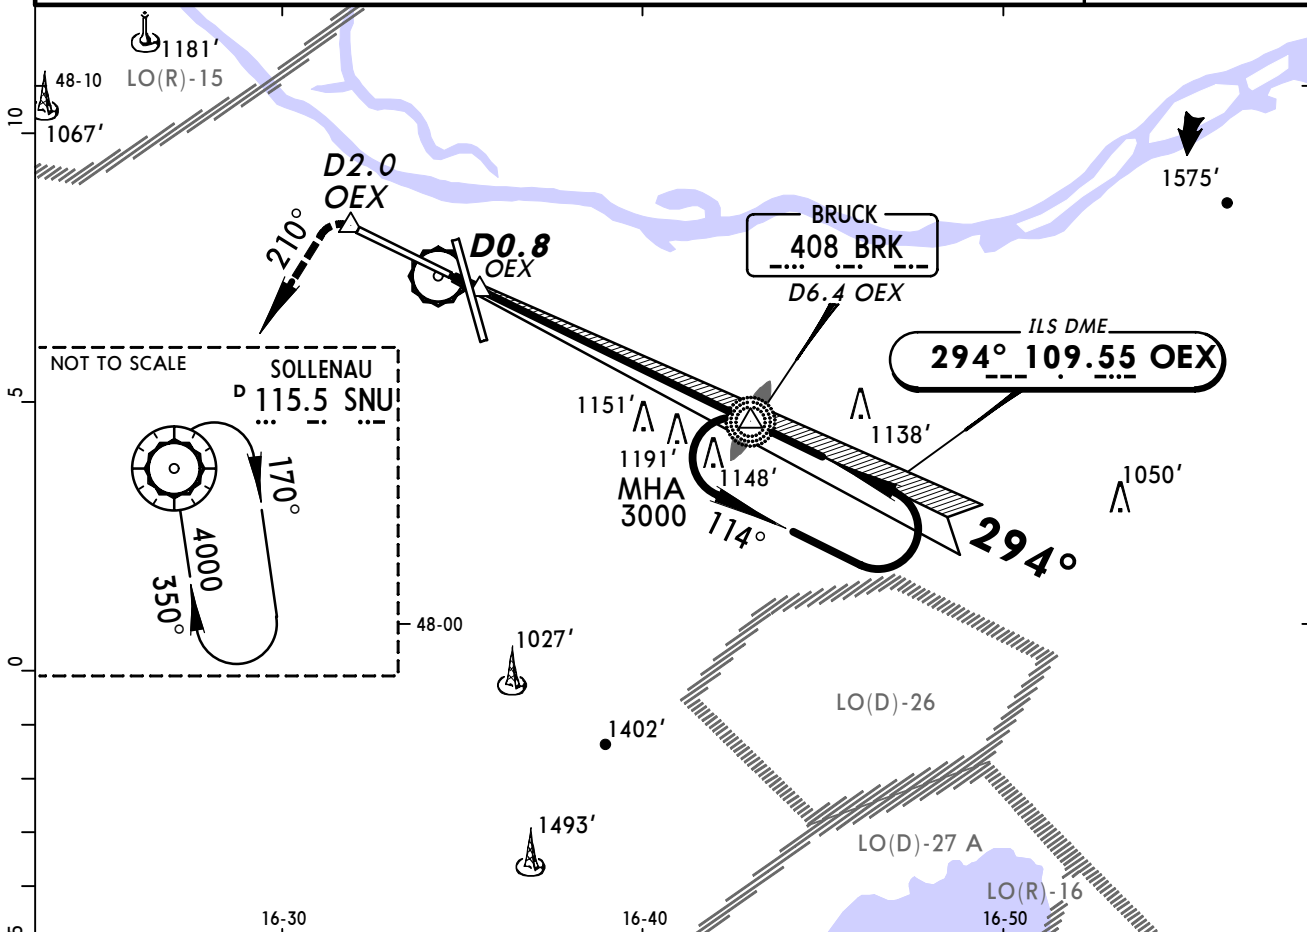 1181’
LO(R)-15
48-10
1067’
10
D2.0
OEX
210°
D0.8
OEX
1575’
BRUCK
408 BRK
D6.4 OEX
ILS DME
294° 109.55 OEX
NOT TO SCALE
SOLLENAU
D 115.5 SNU
170°
4000
350°
5
1151’
1191’
1148’
MHA
3000
114°
1138’
1050’
294°
48-00
0
1027’
1402’
LO(D)-26
1493’
LO(D)-27 A
LO(R)-16
16-30
16-40
16-50
5